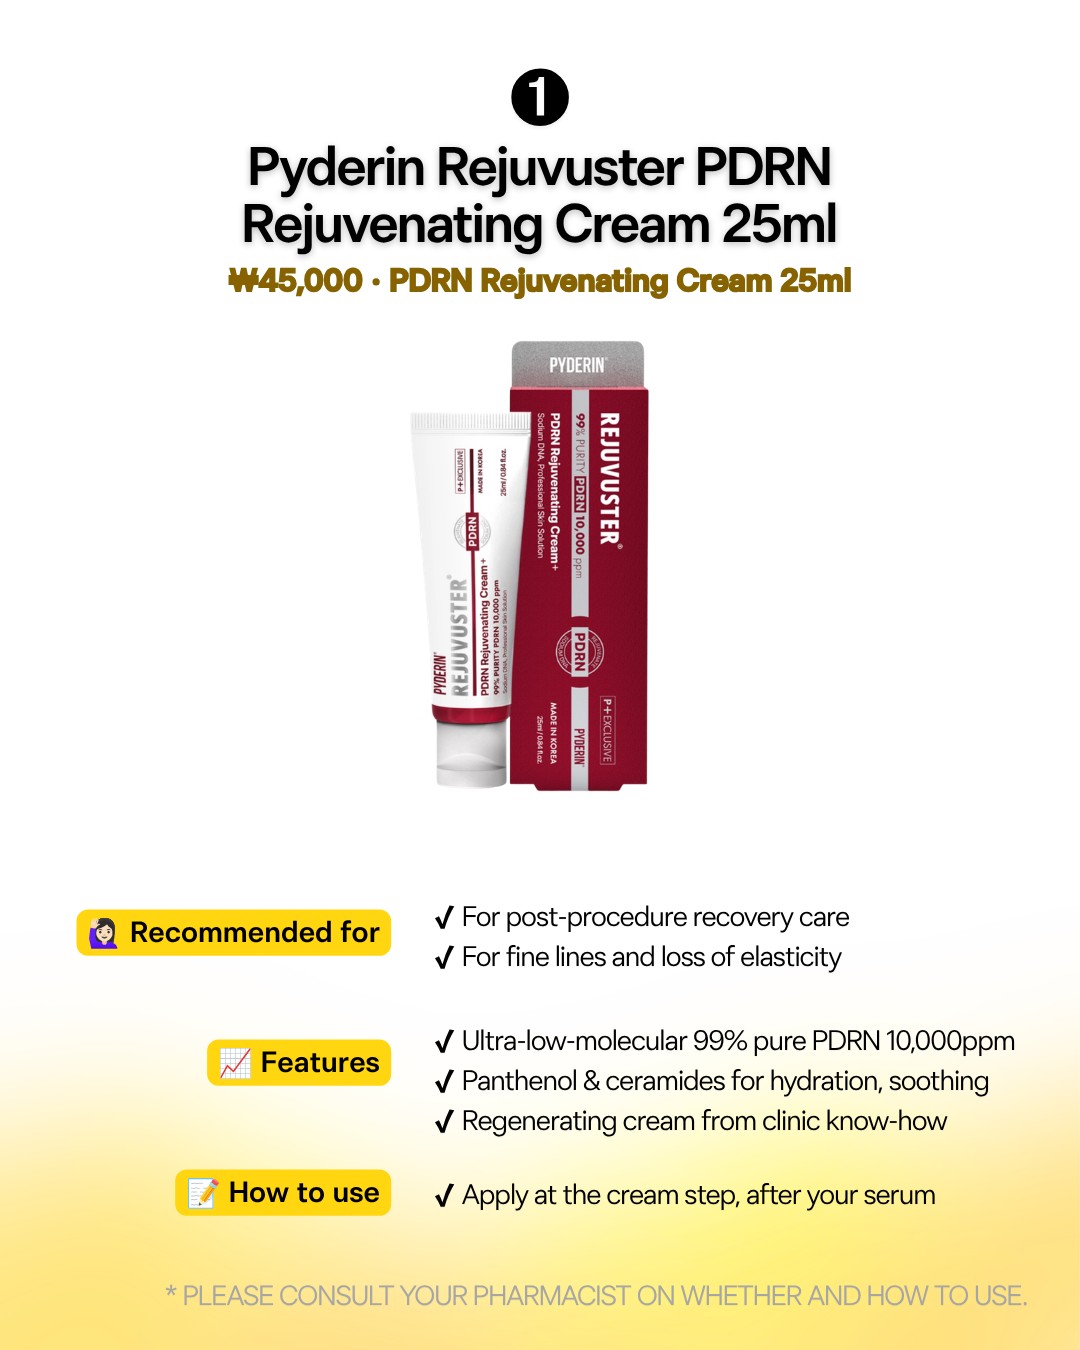 1
Pyderin Rejuvuster PDRN
Rejuvenating Cream 25ml
₩45,000 · PDRN Rejuvenating Cream 25ml
PYDERIN
REJUVUSTER®
99% PURITY PDRN 10,000 ppm
PDRN Rejuvenating Cream+
Sodium DNA, Professional Skin Solution
PDRN
P+EXCLUSIVE
PYDERIN
MADE IN KOREA
25ml / 0.84 fl.oz.
P+EXCLUSIVE
MADE IN KOREA
25ml / 0.84 fl.oz.
PDRN
PYDERIN
REJUVUSTER®
PDRN Rejuvenating Cream+
99% PURITY PDRN 10,000 ppm
Sodium DNA, Professional Skin Solution
Recommended for
✓ For post-procedure recovery care
✓ For fine lines and loss of elasticity
Features
✓ Ultra-low-molecular 99% pure PDRN 10,000ppm
✓ Panthenol & ceramides for hydration, soothing
✓ Regenerating cream from clinic know-how
How to use
✓ Apply at the cream step, after your serum
* PLEASE CONSULT YOUR PHARMACIST ON WHETHER AND HOW TO USE.